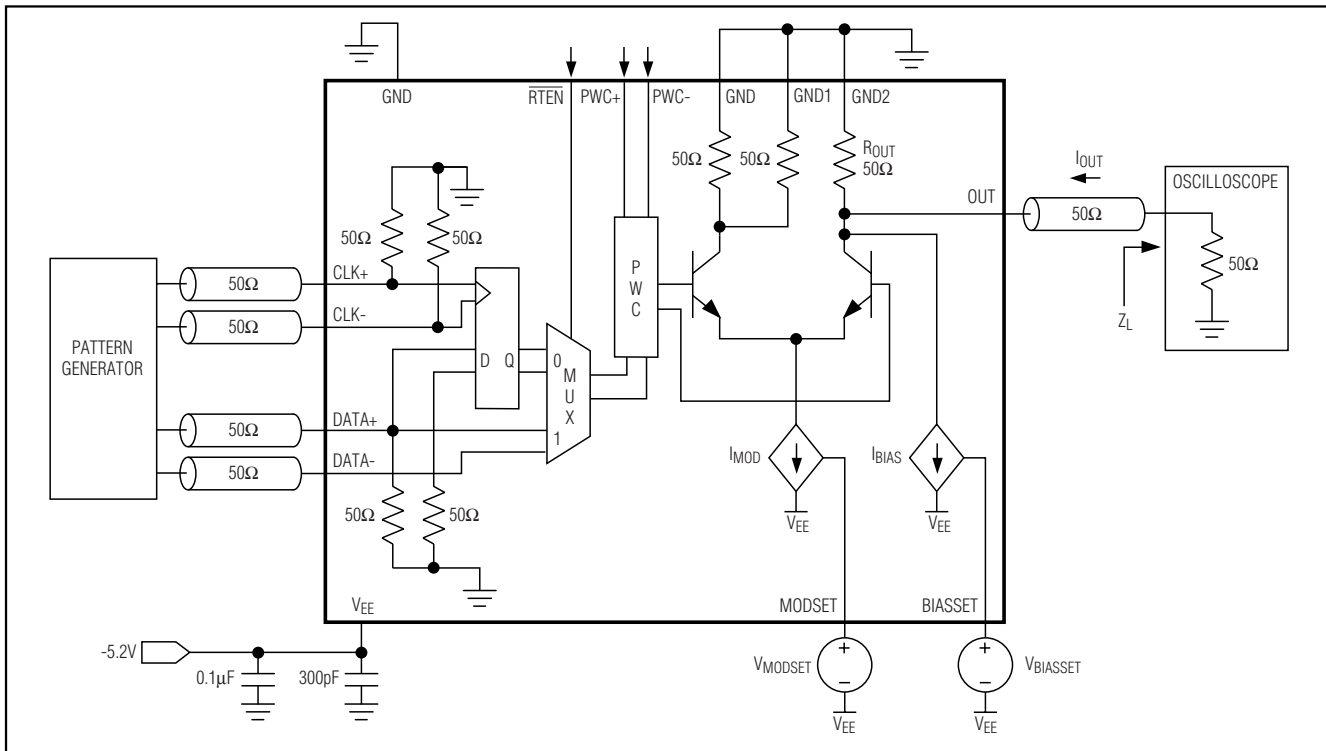 GND
RTEN
PWC+
PWC-
GND
GND1
GND2
50Ω
50Ω
ROUT
50Ω
IOUT
OUT
50Ω
OSCILLOSCOPE
50Ω
ZL
50Ω
50Ω
PATTERN
GENERATOR
50Ω
CLK+
50Ω
CLK-
50Ω
DATA+
50Ω
DATA-
D
Q
0
MUX
1
PWC
50Ω
50Ω
IMOD
IBIAS
VEE
VEE
VEE
MODSET
BIASSET
-5.2V
0.1µF
300pF
VMODSET
+
−
VEE
+
−
VBIASSET
VEE